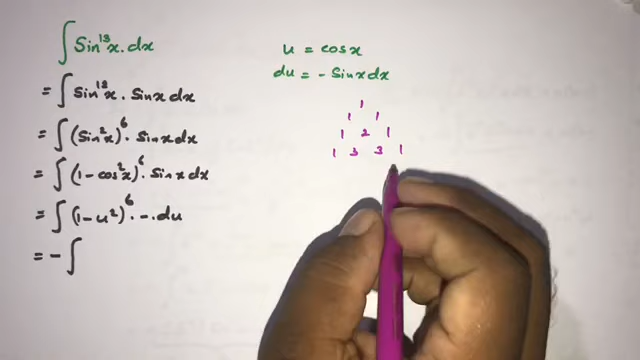 ∫ Sin¹³x · dx
= ∫ Sin¹²x · Sinx dx
= ∫ (Sin²x)⁶ · Sinx dx
= ∫ (1 - cos²x)⁶ · Sinx dx
= ∫ (1 - u²)⁶ · - · du
= - ∫
u = cosx
du = - Sinx dx
1
1 1
1 2 1
1 3 3 1